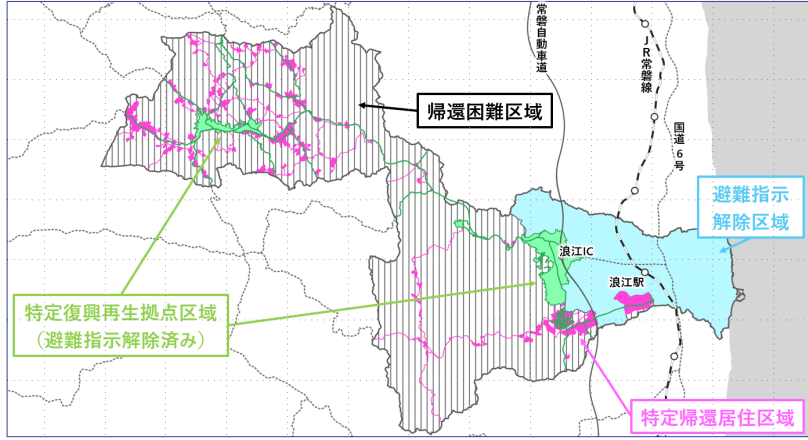 常磐自動車道
JR常磐線
国道6号
帰還困難区域
避難指示
解除区域
浪江IC
浪江駅
特定復興再生拠点区域
(避難指示解除済み)
特定帰還居住区域